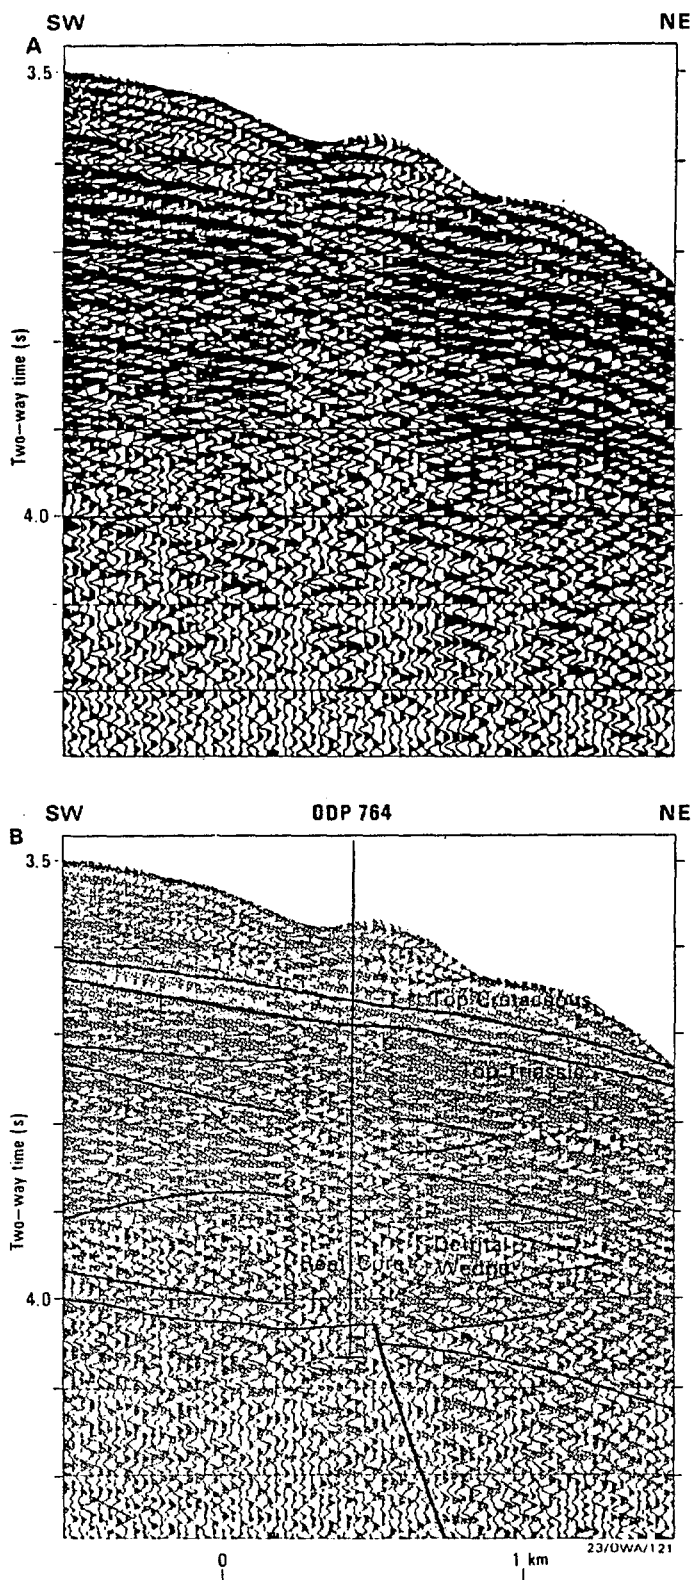 SW NE
A
3.5
Two-way time (s)
4.0
SW ODP 764 NE
B
3.5
Top Cretaceous
Top Triassic
Two-way time (s)
Reef Core
Detrital
Wedge
4.0
23/OWA/121
0 1 km